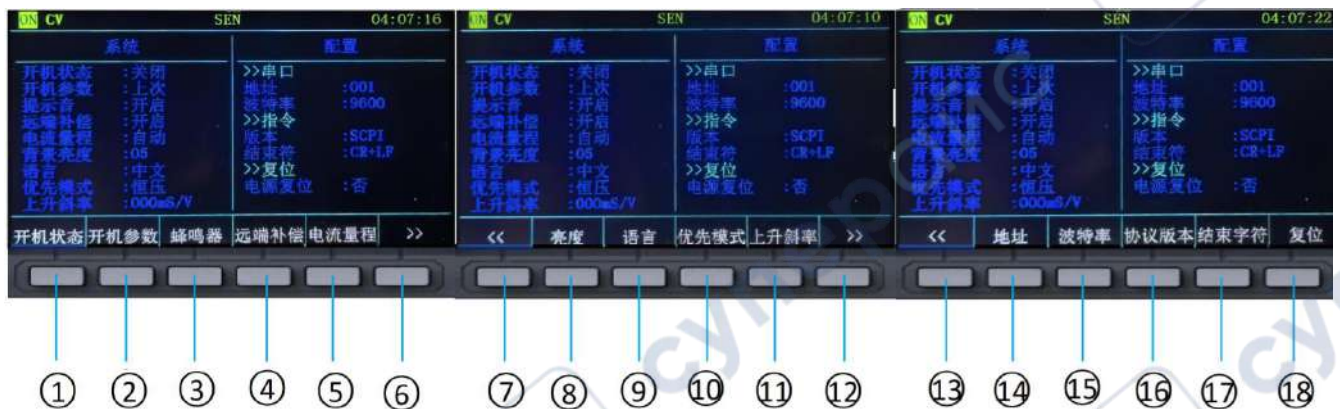 ON CV SEN 04:07:16
系统 配置
开机状态 :关闭 >>串口
开机参数 :上次 地址 :001
提示音 :开启 波特率 :9600
远端补偿 :开启 >>指令
电流量程 :自动 版本 :SCPI
背景亮度 :05 结束符 :CR+LF
语言 :中文 >>复位
优先模式 :恒压 电源复位 :否
上升斜率 :000mS/V
开机状态 开机参数 蜂鸣器 远端补偿 电流量程 >>
① ② ③ ④ ⑤ ⑥
ON CV SEN 04:07:10
系统 配置
开机状态 :关闭 >>串口
开机参数 :上次 地址 :001
提示音 :开启 波特率 :9600
远端补偿 :开启 >>指令
电流量程 :自动 版本 :SCPI
背景亮度 :05 结束符 :CR+LF
语言 :中文 >>复位
优先模式 :恒压 电源复位 :否
上升斜率 :000mS/V
<< 亮度 语言 优先模式 上升斜率 >>
⑦ ⑧ ⑨ ⑩ ⑪ ⑫
ON CV SEN 04:07:22
系统 配置
开机状态 :关闭 >>串口
开机参数 :上次 地址 :001
提示音 :开启 波特率 :9600
远端补偿 :开启 >>指令
电流量程 :自动 版本 :SCPI
背景亮度 :05 结束符 :CR+LF
语言 :中文 >>复位
优先模式 :恒压 电源复位 :否
上升斜率 :000mS/V
<< 地址 波特率 协议版本 结束字符 复位
⑬ ⑭ ⑮ ⑯ ⑰ ⑱